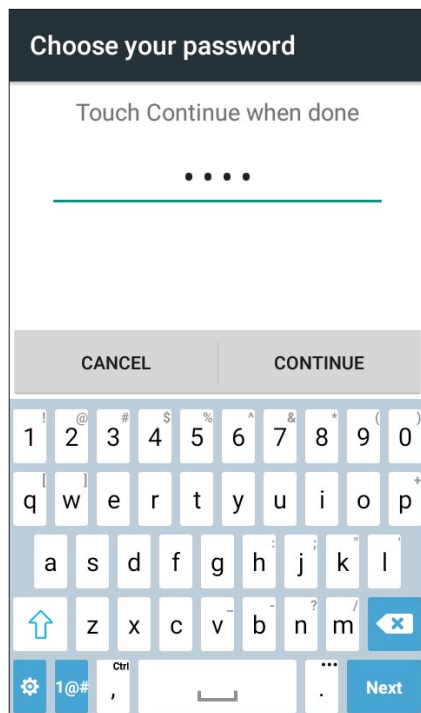 Choose your password
Touch Continue when done
••••
CANCEL CONTINUE
! @ # $ % ^ & * ( )
1 2 3 4 5 6 7 8 9 0
[ ] +
q w e r t y u i o p
: ; " '
a s d f g h j k l
_ - ? /
z x c v b n m
Ctrl •••
1@# , . Next